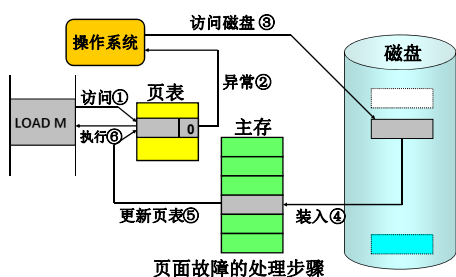 访问磁盘③
操作系统
磁盘
异常②
访问①
页表
LOAD M
0
主存
执行⑥
更新页表⑤
装入④
页面故障的处理步骤